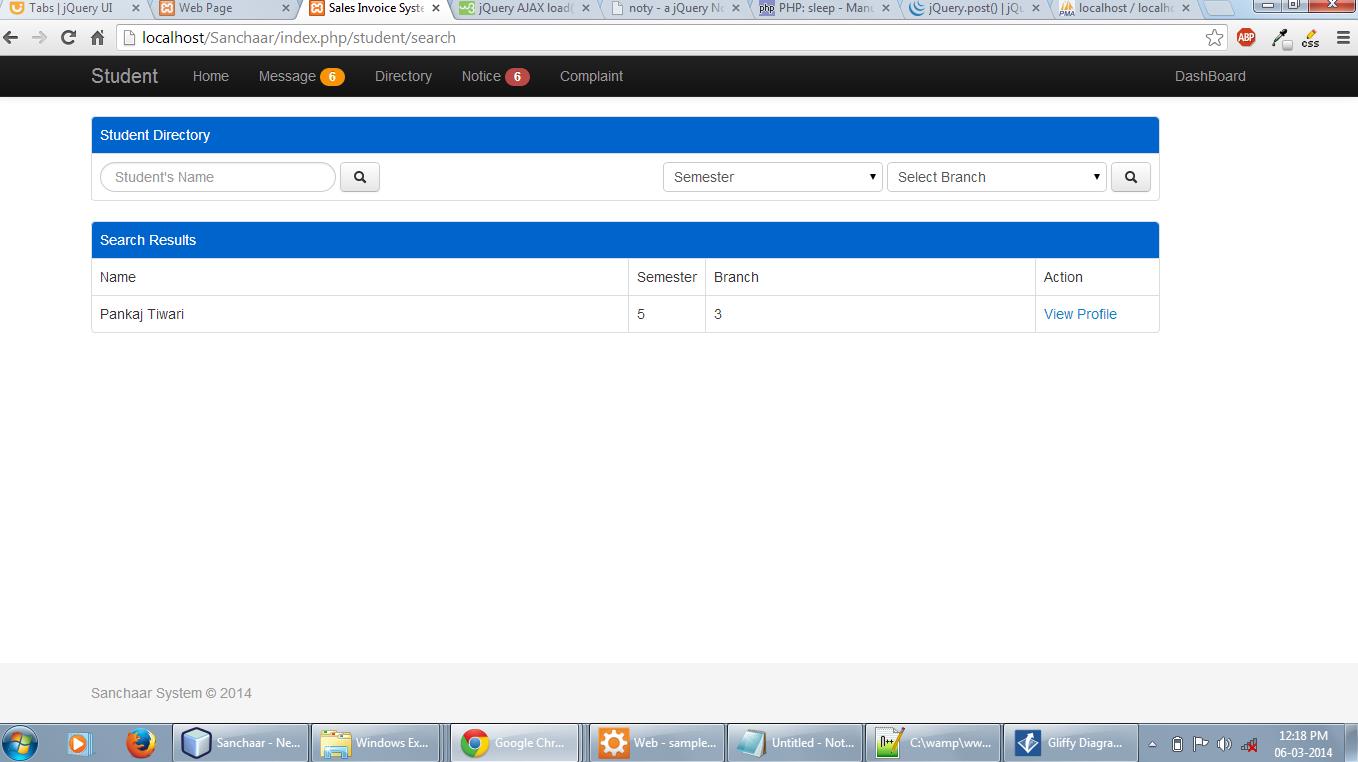 Tabs | jQuery UI
Web Page
Sales Invoice Syste
jQuery AJAX load(
noty - a jQuery No
php PHP: sleep - Manu
jQuery.post() | jQ
PMA localhost / localho
localhost/Sanchaar/index.php/student/search
ABP
css
Student
Home
Message 6
Directory
Notice 6
Complaint
DashBoard
Student Directory
Student's Name
Semester
Select Branch
Search Results
Name Semester Branch Action
Pankaj Tiwari 5 3 View Profile
Sanchaar System © 2014
Sanchaar - Ne...
Windows Ex...
Google Chr...
Web - sample...
Untitled - Not...
C:\wamp\ww...
Gliffy Diagra...
12:18 PM
06-03-2014